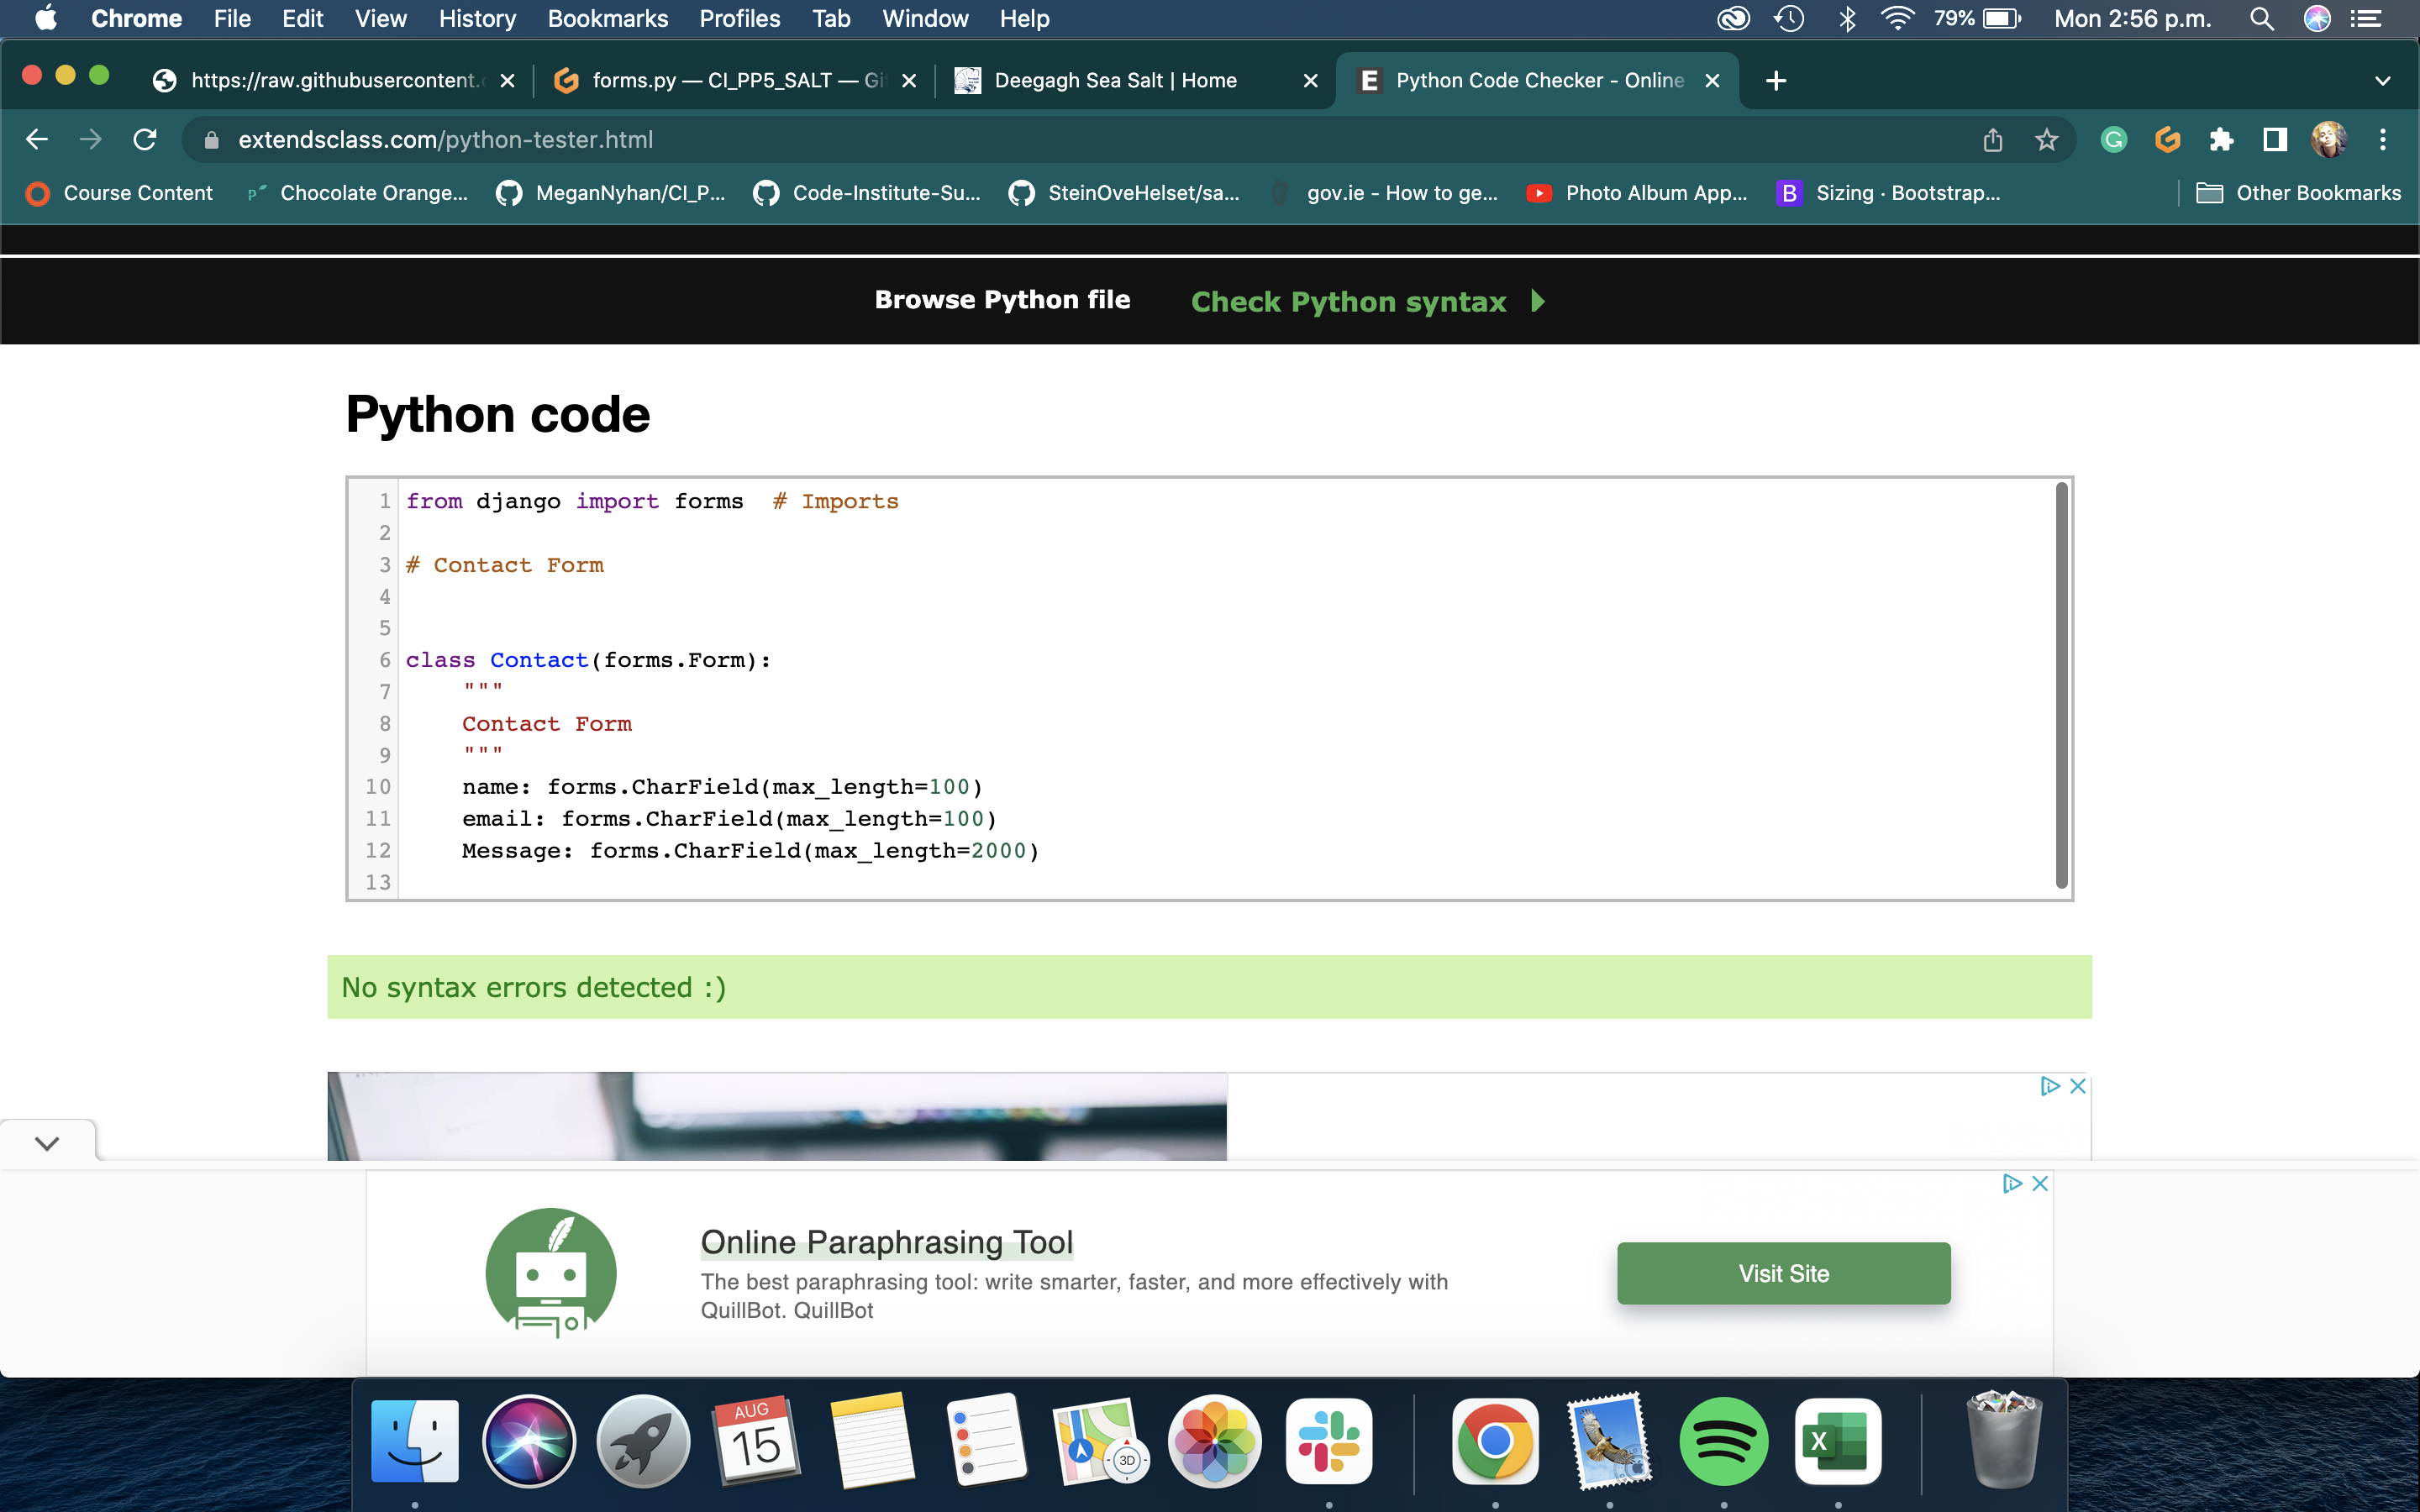 Chrome File Edit View History Bookmarks Profiles Tab Window Help 79% Mon 2:56 p.m.
https://raw.githubusercontent.c forms.py — CI_PP5_SALT — Gi Deegagh Sea Salt | Home Python Code Checker - Online
extendsclass.com/python-tester.html
Course Content Chocolate Orange... MeganNyhan/CI_P... Code-Institute-Su... SteinOveHelset/sa... gov.ie - How to ge... Photo Album App... Sizing · Bootstrap... Other Bookmarks
Browse Python file Check Python syntax
Python code
1 from django import forms  # Imports
2
3 # Contact Form
4
5
6 class Contact(forms.Form):
7     """
8     Contact Form
9     """
10     name: forms.CharField(max_length=100)
11     email: forms.CharField(max_length=100)
12     Message: forms.CharField(max_length=2000)
13
No syntax errors detected :)
Online Paraphrasing Tool
The best paraphrasing tool: write smarter, faster, and more effectively with
QuillBot. QuillBot
Visit Site
AUG
15
3D
X